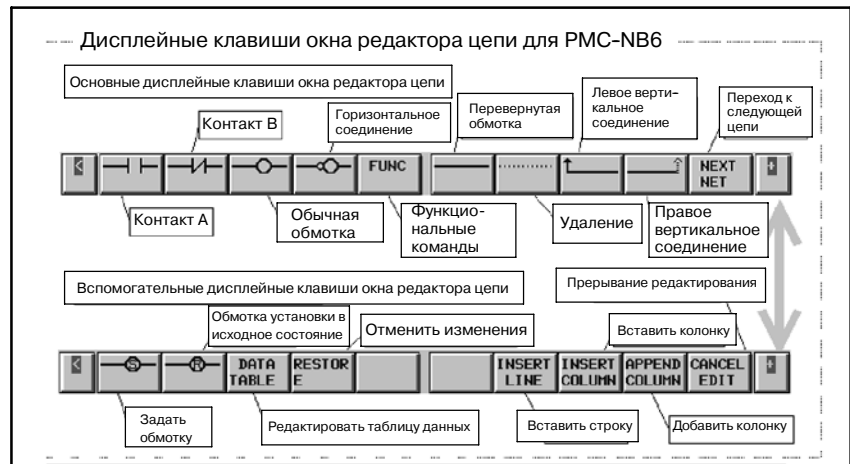 Дисплейные клавиши окна редактора цепи для PMC-NB6
Основные дисплейные клавиши окна редактора цепи
Контакт B
Горизонтальное
соединение
Перевернутая
обмотка
Левое верти-
кальное
соединение
Переход к
следующей
цепи
<
FUNC
NEXT
NET
+
Контакт A
Обычная
обмотка
Функцио-
нальные
команды
Удаление
Правое
вертикальное
соединение
Вспомогательные дисплейные клавиши окна редактора цепи
Прерывание редактирования
Обмотка установки в
исходное состояние
Отменить изменения
Вставить колонку
<
S
R
DATA
TABLE
RESTOR
E
INSERT
LINE
INSERT
COLUMN
APPEND
COLUMN
CANCEL
EDIT
+
Задать
обмотку
Редактировать таблицу данных
Вставить строку
Добавить колонку